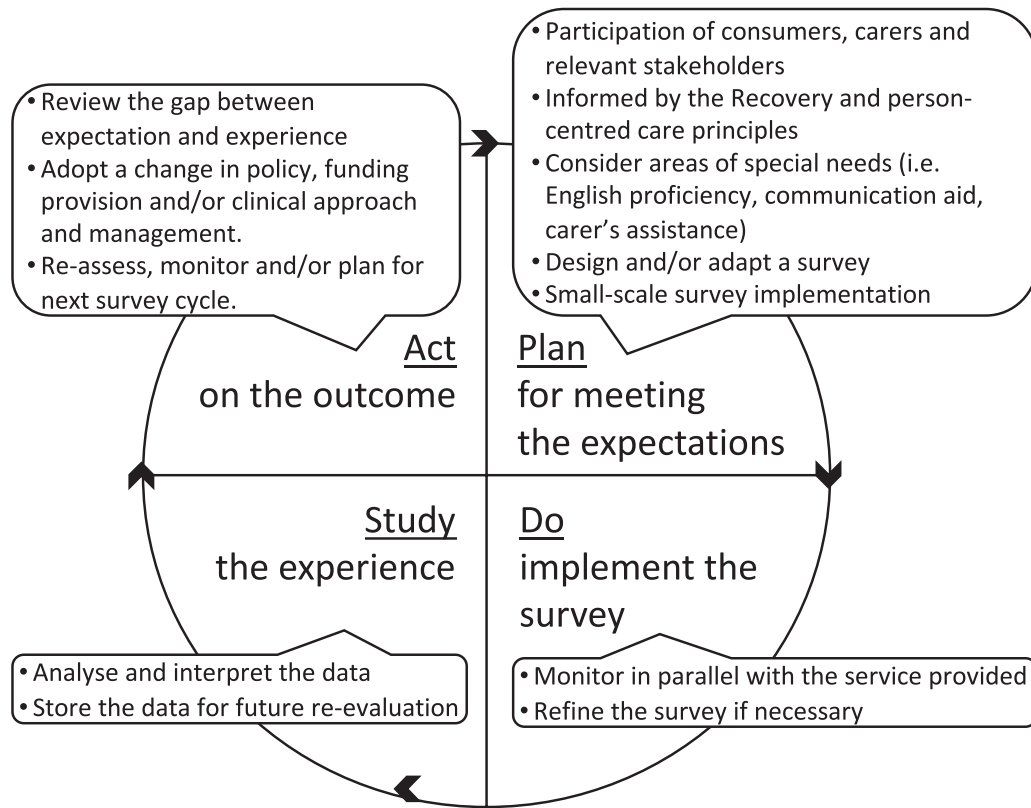 • Review the gap between
expectation and experience
• Adopt a change in policy, funding
provision and/or clinical approach
and management.
• Re-assess, monitor and/or plan for
next survey cycle.
• Participation of consumers, carers and
relevant stakeholders
• Informed by the Recovery and person-
centred care principles
• Consider areas of special needs (i.e.
English proficiency, communication aid,
carer’s assistance)
• Design and/or adapt a survey
• Small-scale survey implementation
Act
on the outcome
Plan
for meeting
the expectations
Study
the experience
Do
implement the
survey
• Analyse and interpret the data
• Store the data for future re-evaluation
• Monitor in parallel with the service provided
• Refine the survey if necessary